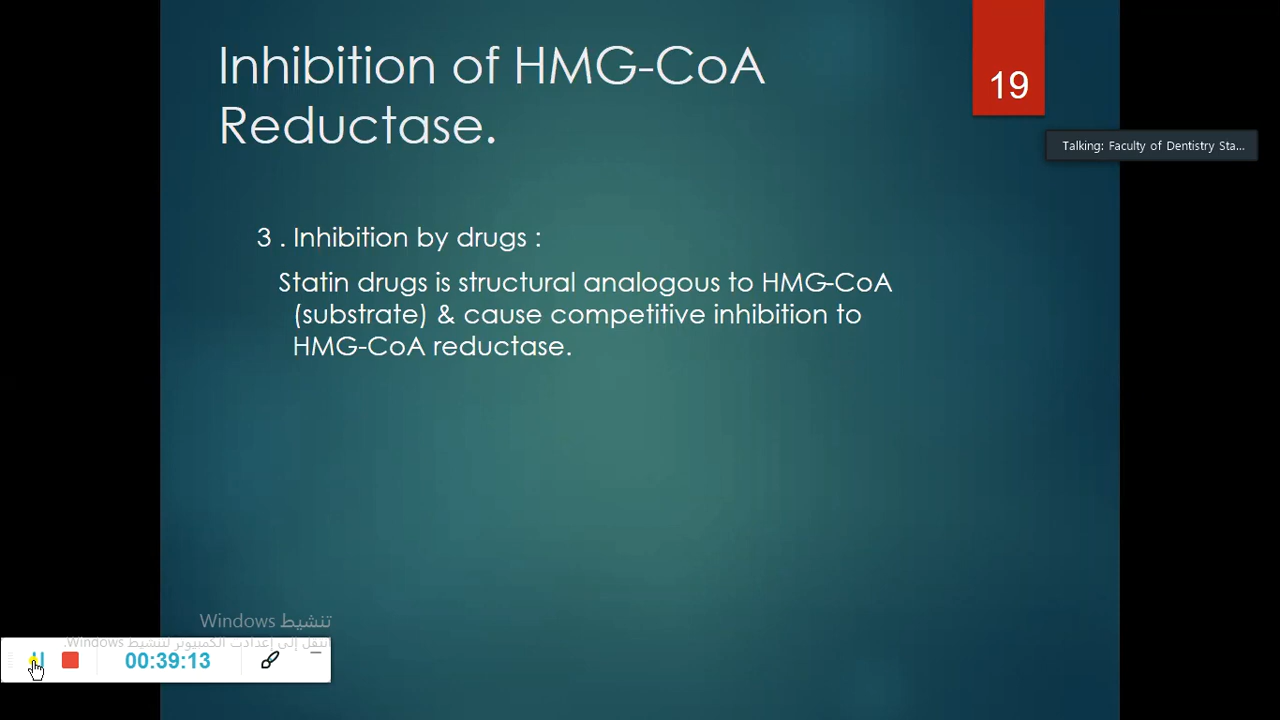 Inhibition of HMG-CoA
Reductase.
19
Talking: Faculty of Dentistry Sta...
3 . Inhibition by drugs :
Statin drugs is structural analogous to HMG-CoA
(substrate) & cause competitive inhibition to
HMG-CoA reductase.
تنشيط Windows
انتقل إلى إعدادات الكمبيوتر لتنشيط Windows.
00:39:13